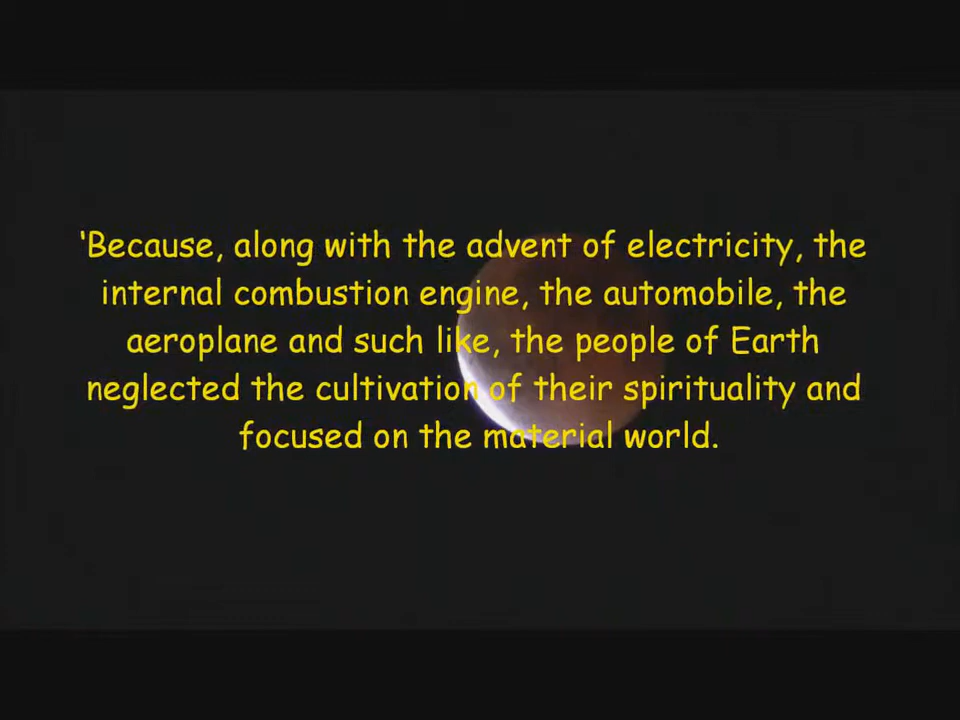 ‘Because, along with the advent of electricity, the
internal combustion engine, the automobile, the
aeroplane and such like, the people of Earth
neglected the cultivation of their spirituality and
focused on the material world.